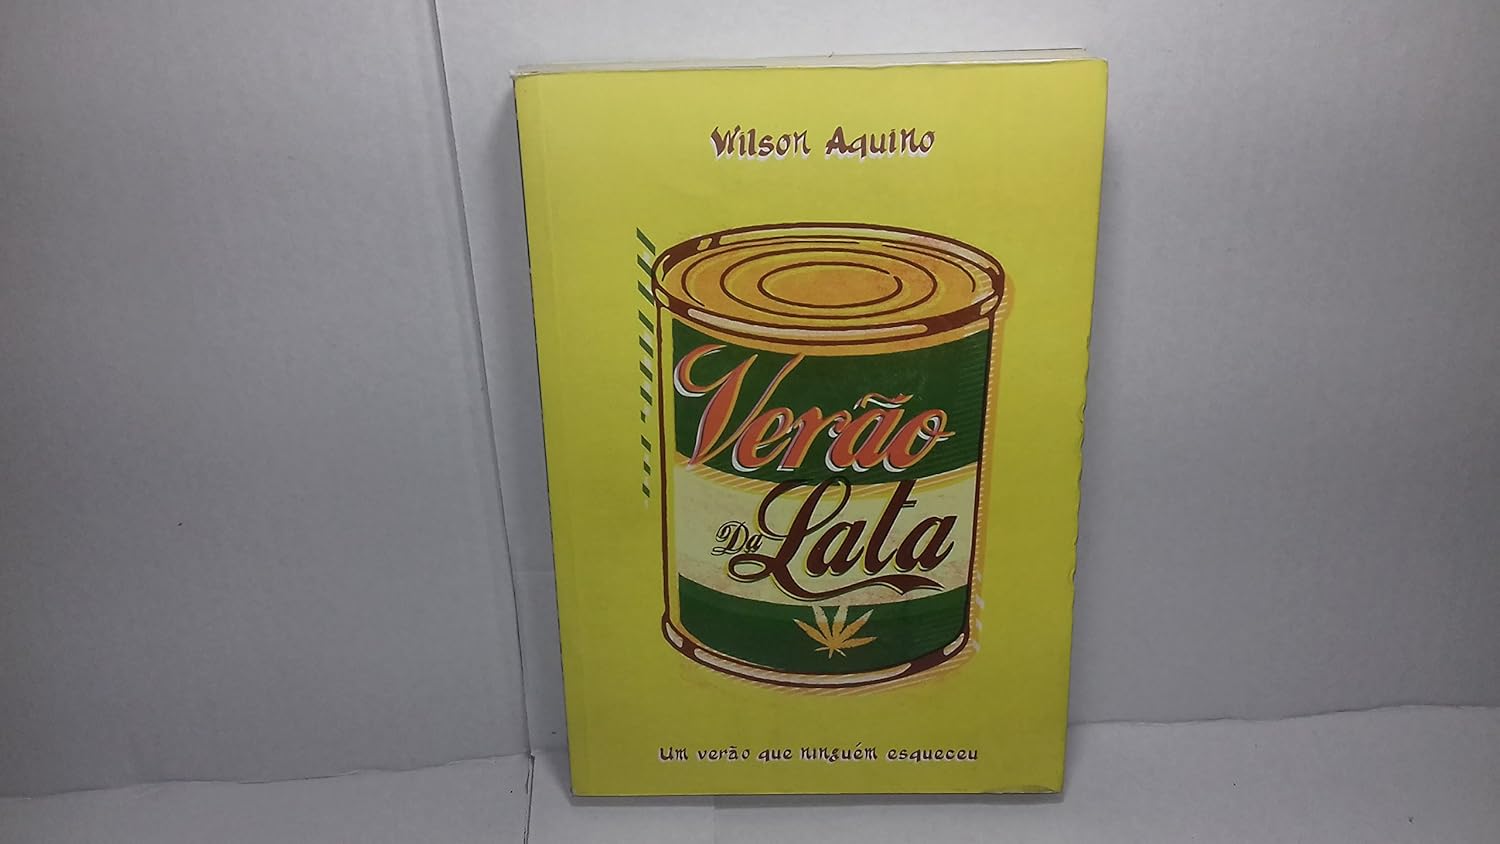 Wilson Aquino
Verão
Da Lata
Um verão que ninguém esqueceu